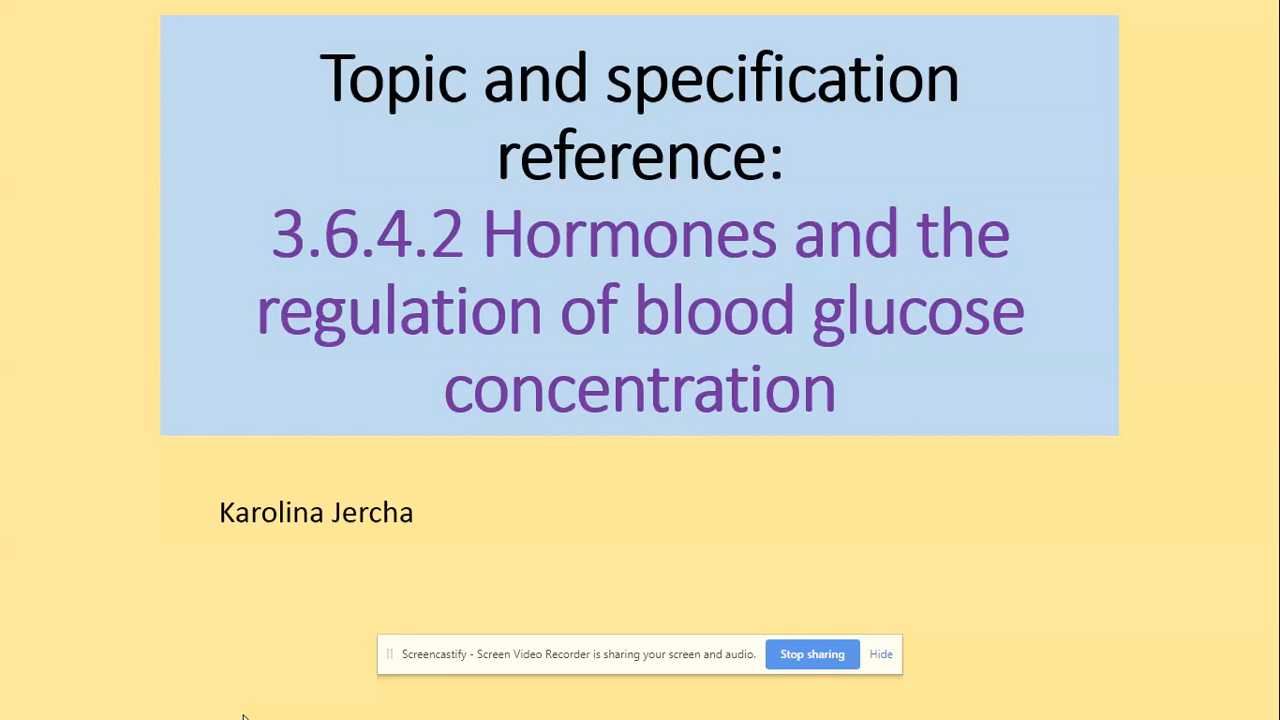 Topic and specification
reference:
3.6.4.2 Hormones and the
regulation of blood glucose
concentration
Karolina Jercha
Screencastify - Screen Video Recorder is sharing your screen and audio. Stop sharing Hide